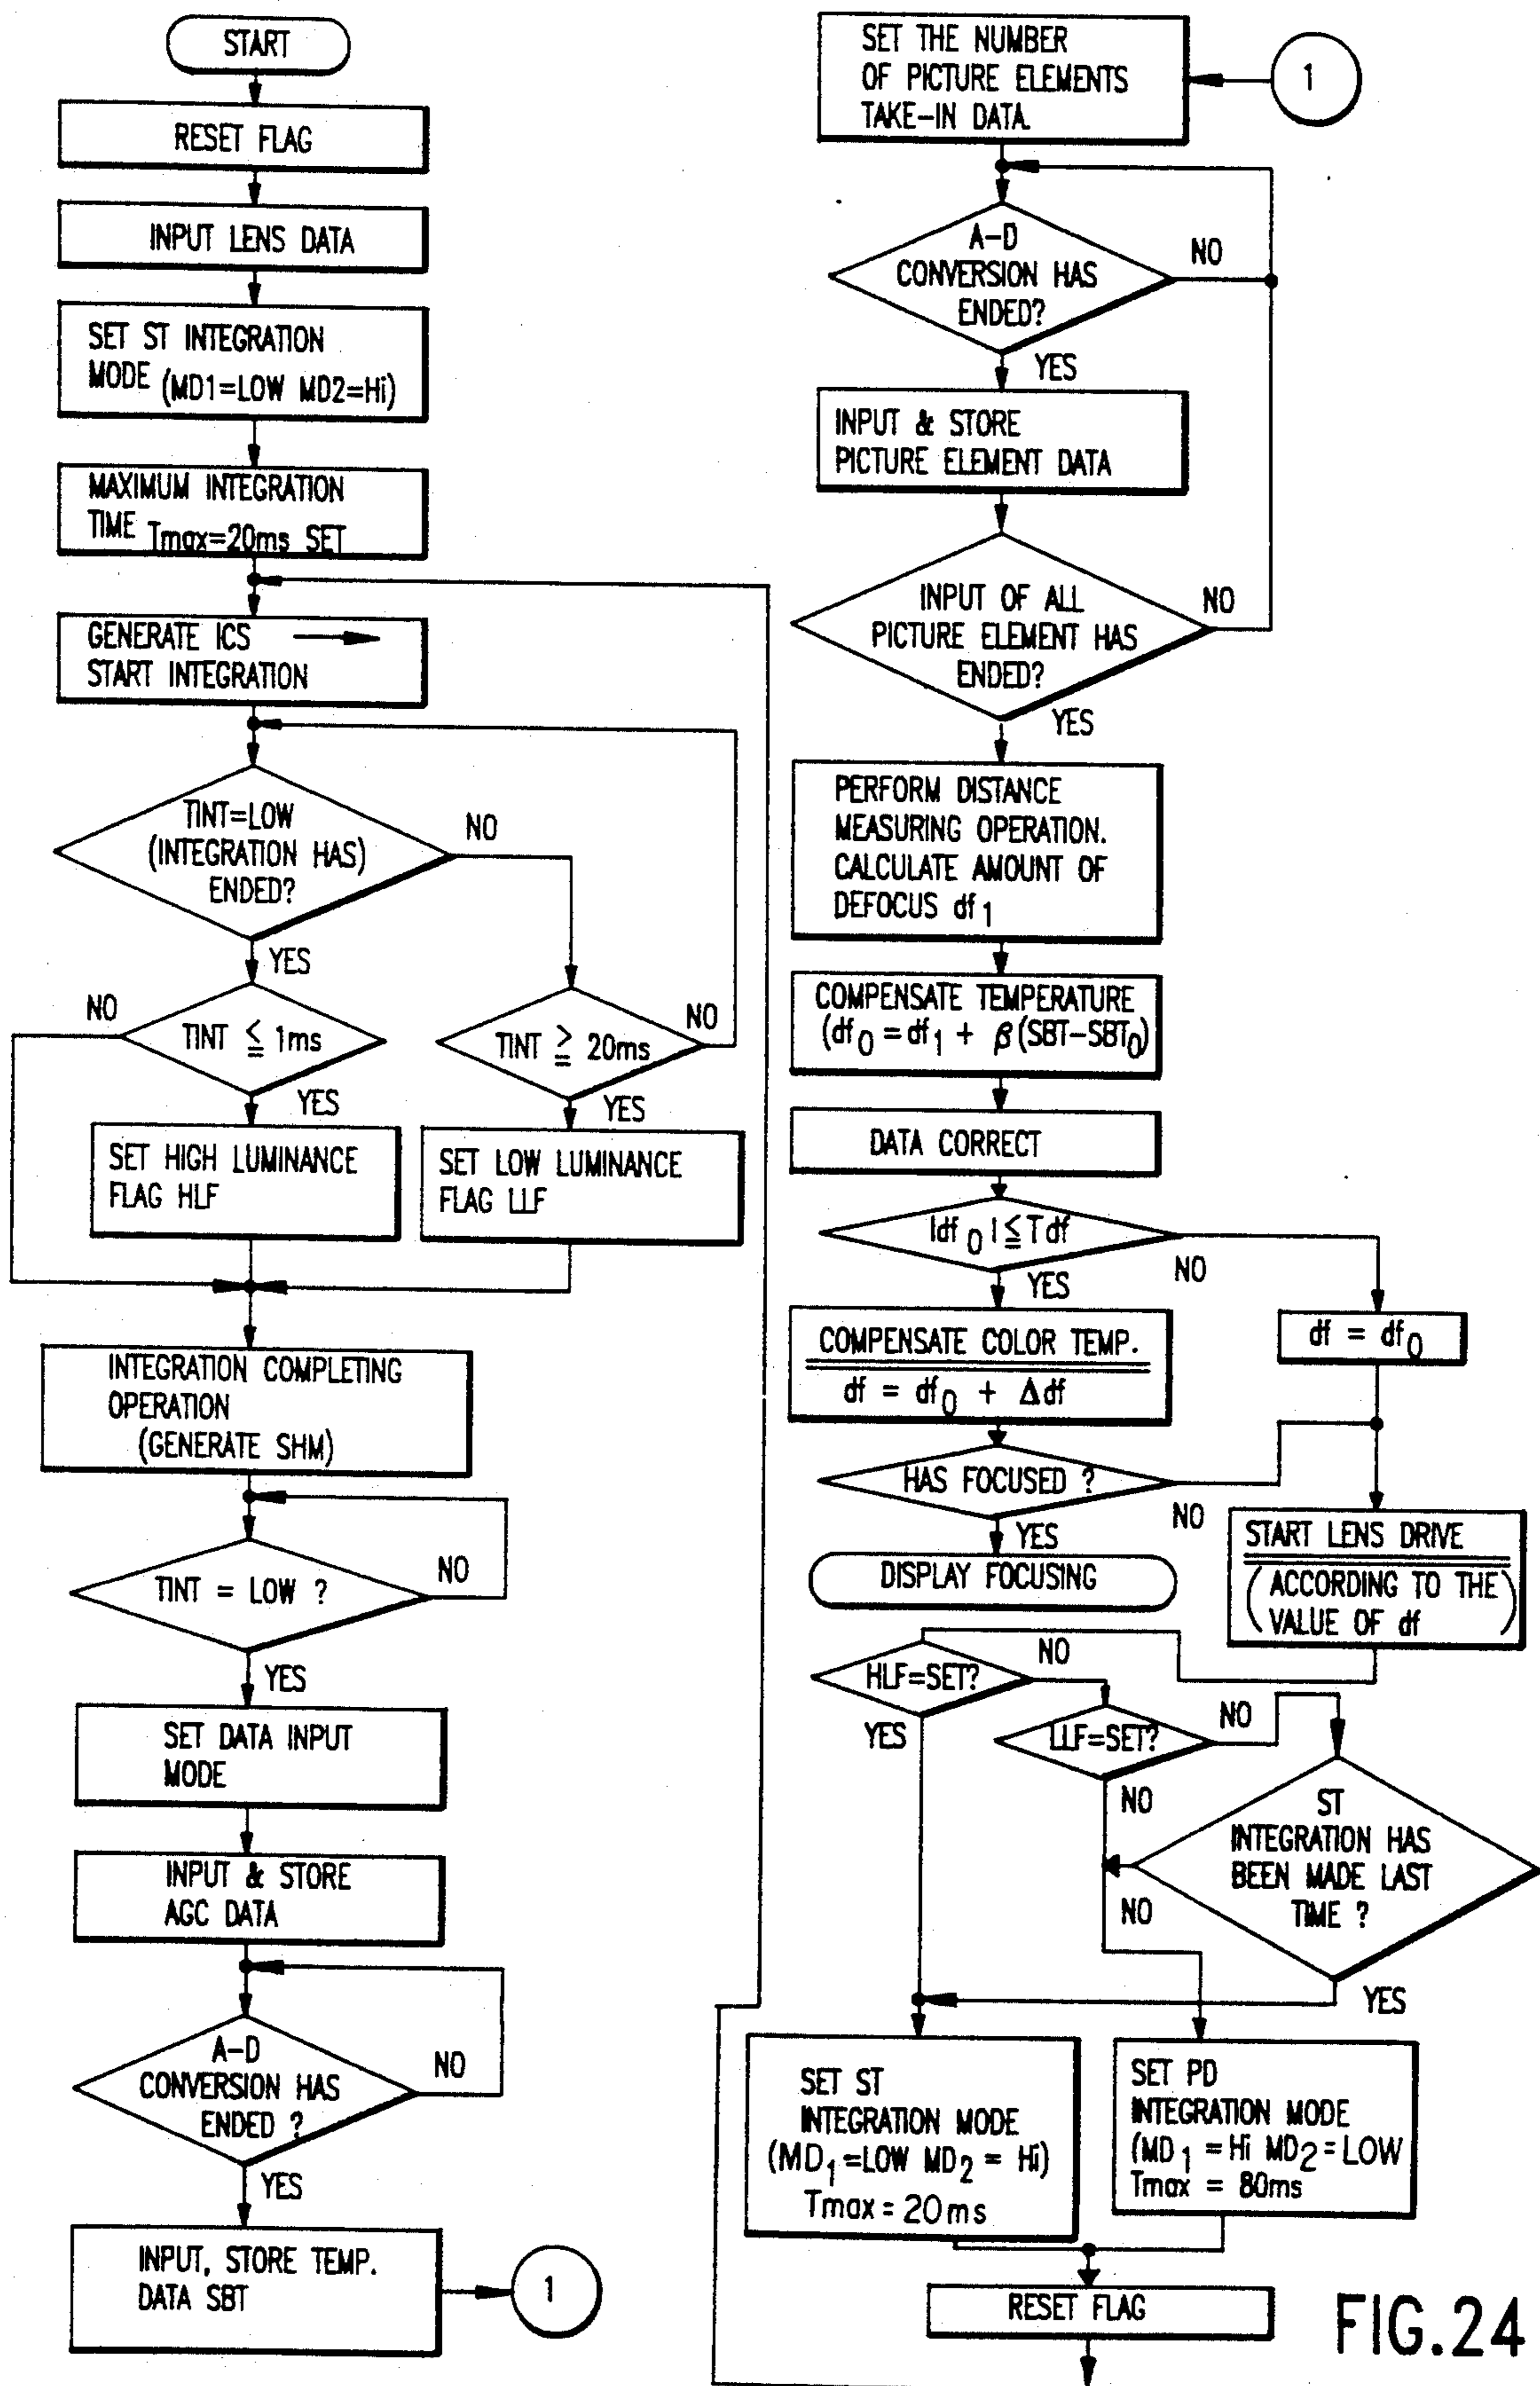 START
RESET FLAG
INPUT LENS DATA
SET ST INTEGRATION
MODE (MD1=LOW MD2=Hi)
MAXIMUM INTEGRATION
TIME Tmax=20ms SET
GENERATE ICS
START INTEGRATION
TINT=LOW
(INTEGRATION HAS)
ENDED?
NO
YES
NO
TINT ≦ 1ms
YES
TINT ≧ 20ms
NO
YES
SET HIGH LUMINANCE
FLAG HLF
SET LOW LUMINANCE
FLAG LLF
INTEGRATION COMPLETING
OPERATION
(GENERATE SHM)
TINT = LOW ?
NO
YES
SET DATA INPUT
MODE
INPUT & STORE
AGC DATA
A-D
CONVERSION HAS
ENDED ?
NO
YES
INPUT, STORE TEMP.
DATA SBT
1
SET THE NUMBER
OF PICTURE ELEMENTS
TAKE-IN DATA.
1
A-D
CONVERSION HAS
ENDED?
NO
YES
INPUT & STORE
PICTURE ELEMENT DATA
INPUT OF ALL
PICTURE ELEMENT HAS
ENDED?
NO
YES
PERFORM DISTANCE
MEASURING OPERATION.
CALCULATE AMOUNT OF
DEFOCUS df1
COMPENSATE TEMPERATURE
(df0 = df1 + β(SBT-SBT0)
DATA CORRECT
|df0| ≦ Tdf
NO
YES
COMPENSATE COLOR TEMP.
df = df0 + Δdf
df = df0
HAS FOCUSED ?
NO
YES
DISPLAY FOCUSING
START LENS DRIVE
(ACCORDING TO THE
VALUE OF df)
HLF=SET?
NO
YES
LLF=SET?
NO
NO
ST
INTEGRATION HAS
BEEN MADE LAST
TIME ?
NO
YES
SET ST
INTEGRATION MODE
(MD1=LOW MD2 = Hi)
Tmax = 20ms
SET PD
INTEGRATION MODE
(MD1 = Hi MD2=LOW
Tmax = 80ms
RESET FLAG
FIG.24